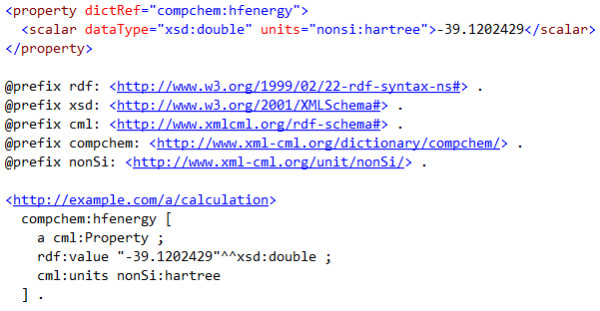 <property dictRef="compchem:hfenergy">
  <scalar dataType="xsd:double" units="nonsi:hartree">-39.1202429</scalar>
</property>
@prefix rdf: <http://www.w3.org/1999/02/22-rdf-syntax-ns#> .
@prefix xsd: <http://www.w3.org/2001/XMLSchema#> .
@prefix cml: <http://www.xmlcml.org/rdf-schema#> .
@prefix compchem: <http://www.xml-cml.org/dictionary/compchem/> .
@prefix nonSi: <http://www.xml-cml.org/unit/nonSi/> .
<http://example.com/a/calculation>
  compchem:hfenergy [
    a cml:Property ;
    rdf:value "-39.1202429"^^xsd:double ;
    cml:units nonSi:hartree
  ] .